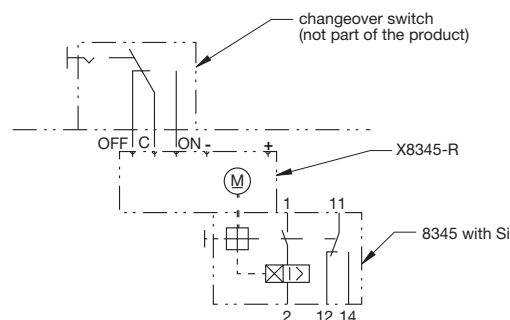 changeover switch
(not part of the product)
OFF C ON - +
X8345-R
M
1 11
8345 with Si
I>
2 12 14